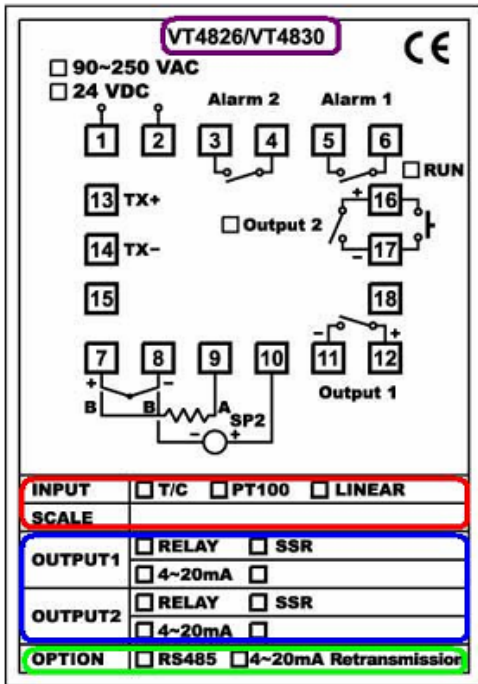 VT4826/VT4830
CE
90~250 VAC
24 VDC
Alarm 2 Alarm 1
1 2 3 4 5 6
RUN
13 TX+ + 16
Output 2
14 TX− − 17
15 18
− +
7 8 9 10 11 12
+ − Output 1
B B A SP2
− +
INPUT T/C PT100 LINEAR
SCALE
OUTPUT1 RELAY SSR
4~20mA
OUTPUT2 RELAY SSR
4~20mA
OPTION RS485 4~20mA Retransmission